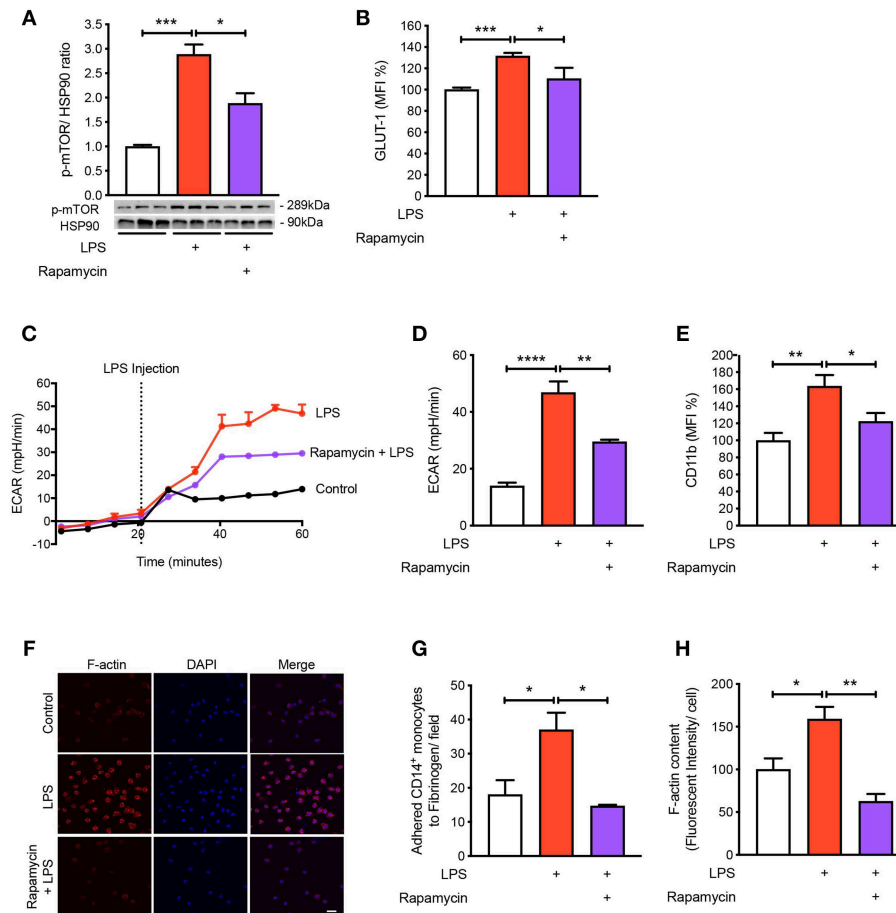 A
*** *
p-mTOR/ HSP90 ratio
3.5
3.0
2.5
2.0
1.5
1.0
0.5
0.0
p-mTOR - 289kDa
HSP90 - 90kDa
LPS + +
Rapamycin +
B
*** *
GLUT-1 (MFI %)
160
140
120
100
80
60
40
20
0
LPS + +
Rapamycin +
C
LPS Injection
ECAR (mpH/min)
60
50
40
30
20
10
0
-10
20 40 60
Time (minutes)
LPS
Rapamycin + LPS
Control
D
**** **
ECAR (mpH/min)
60
40
20
0
LPS + +
Rapamycin +
E
** *
CD11b (MFI %)
200
180
160
140
120
100
80
60
40
20
0
LPS + +
Rapamycin +
F
F-actin DAPI Merge
Control
LPS
Rapamycin
+ LPS
G
* *
Adhered CD14⁺ monocytes
to Fibrinogen/ field
50
40
30
20
10
0
LPS + +
Rapamycin +
H
* **
F-actin content
(Fluorescent Intensity/ cell)
200
150
100
50
0
LPS + +
Rapamycin +